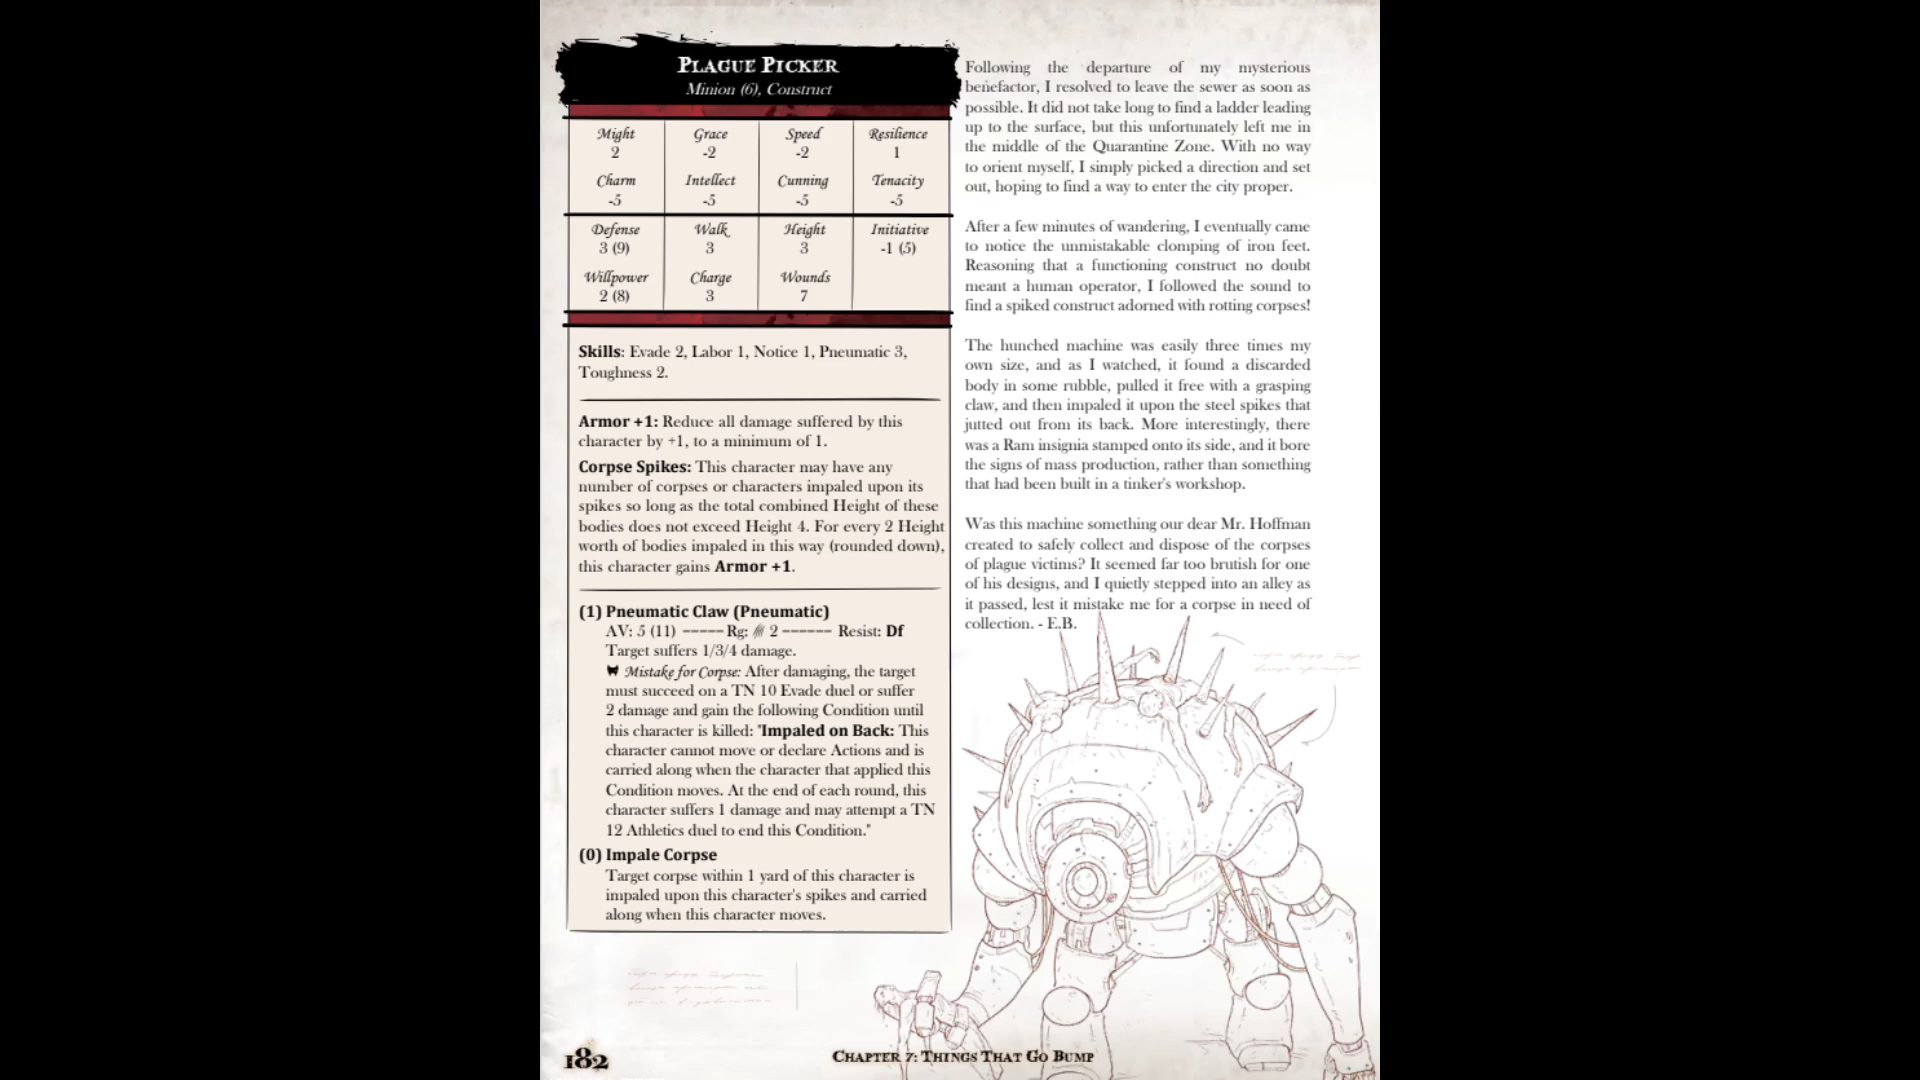 PLAGUE PICKER
Minion (6), Construct
Might Grace Speed Resilience
2 -2 -2 1
Charm Intellect Cunning Tenacity
-5 -5 -5 -5
Defense Walk Height Initiative
3 (9) 3 3 -1 (5)
Willpower Charge Wounds
2 (8) 3 7
Skills: Evade 2, Labor 1, Notice 1, Pneumatic 3,
Toughness 2.
Armor +1: Reduce all damage suffered by this
character by +1, to a minimum of 1.
Corpse Spikes: This character may have any
number of corpses or characters impaled upon its
spikes so long as the total combined Height of these
bodies does not exceed Height 4. For every 2 Height
worth of bodies impaled in this way (rounded down),
this character gains Armor +1.
(1) Pneumatic Claw (Pneumatic)
AV: 5 (11) ----- Rg: 2 ------ Resist: Df
Target suffers 1/3/4 damage.
Mistake for Corpse: After damaging, the target
must succeed on a TN 10 Evade duel or suffer
2 damage and gain the following Condition until
this character is killed: "Impaled on Back: This
character cannot move or declare Actions and is
carried along when the character that applied this
Condition moves. At the end of each round, this
character suffers 1 damage and may attempt a TN
12 Athletics duel to end this Condition."
(0) Impale Corpse
Target corpse within 1 yard of this character is
impaled upon this character's spikes and carried
along when this character moves.
Following the departure of my mysterious
benefactor, I resolved to leave the sewer as soon as
possible. It did not take long to find a ladder leading
up to the surface, but this unfortunately left me in
the middle of the Quarantine Zone. With no way
to orient myself, I simply picked a direction and set
out, hoping to find a way to enter the city proper.
After a few minutes of wandering, I eventually came
to notice the unmistakable clomping of iron feet.
Reasoning that a functioning construct no doubt
meant a human operator, I followed the sound to
find a spiked construct adorned with rotting corpses!
The hunched machine was easily three times my
own size, and as I watched, it found a discarded
body in some rubble, pulled it free with a grasping
claw, and then impaled it upon the steel spikes that
jutted out from its back. More interestingly, there
was a Ram insignia stamped onto its side, and it bore
the signs of mass production, rather than something
that had been built in a tinker's workshop.
Was this machine something our dear Mr. Hoffman
created to safely collect and dispose of the corpses
of plague victims? It seemed far too brutish for one
of his designs, and I quietly stepped into an alley as
it passed, lest it mistake me for a corpse in need of
collection. - E.B.
182
CHAPTER 7: THINGS THAT GO BUMP